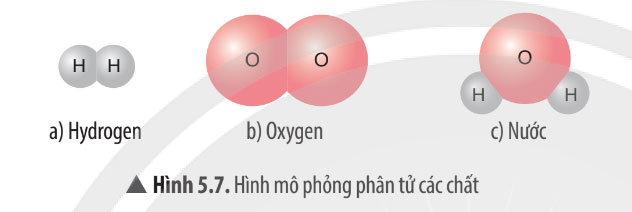 H H O O O H H
a) Hydrogen b) Oxygen c) Nước
▲ Hình 5.7. Hình mô phỏng phân tử các chất